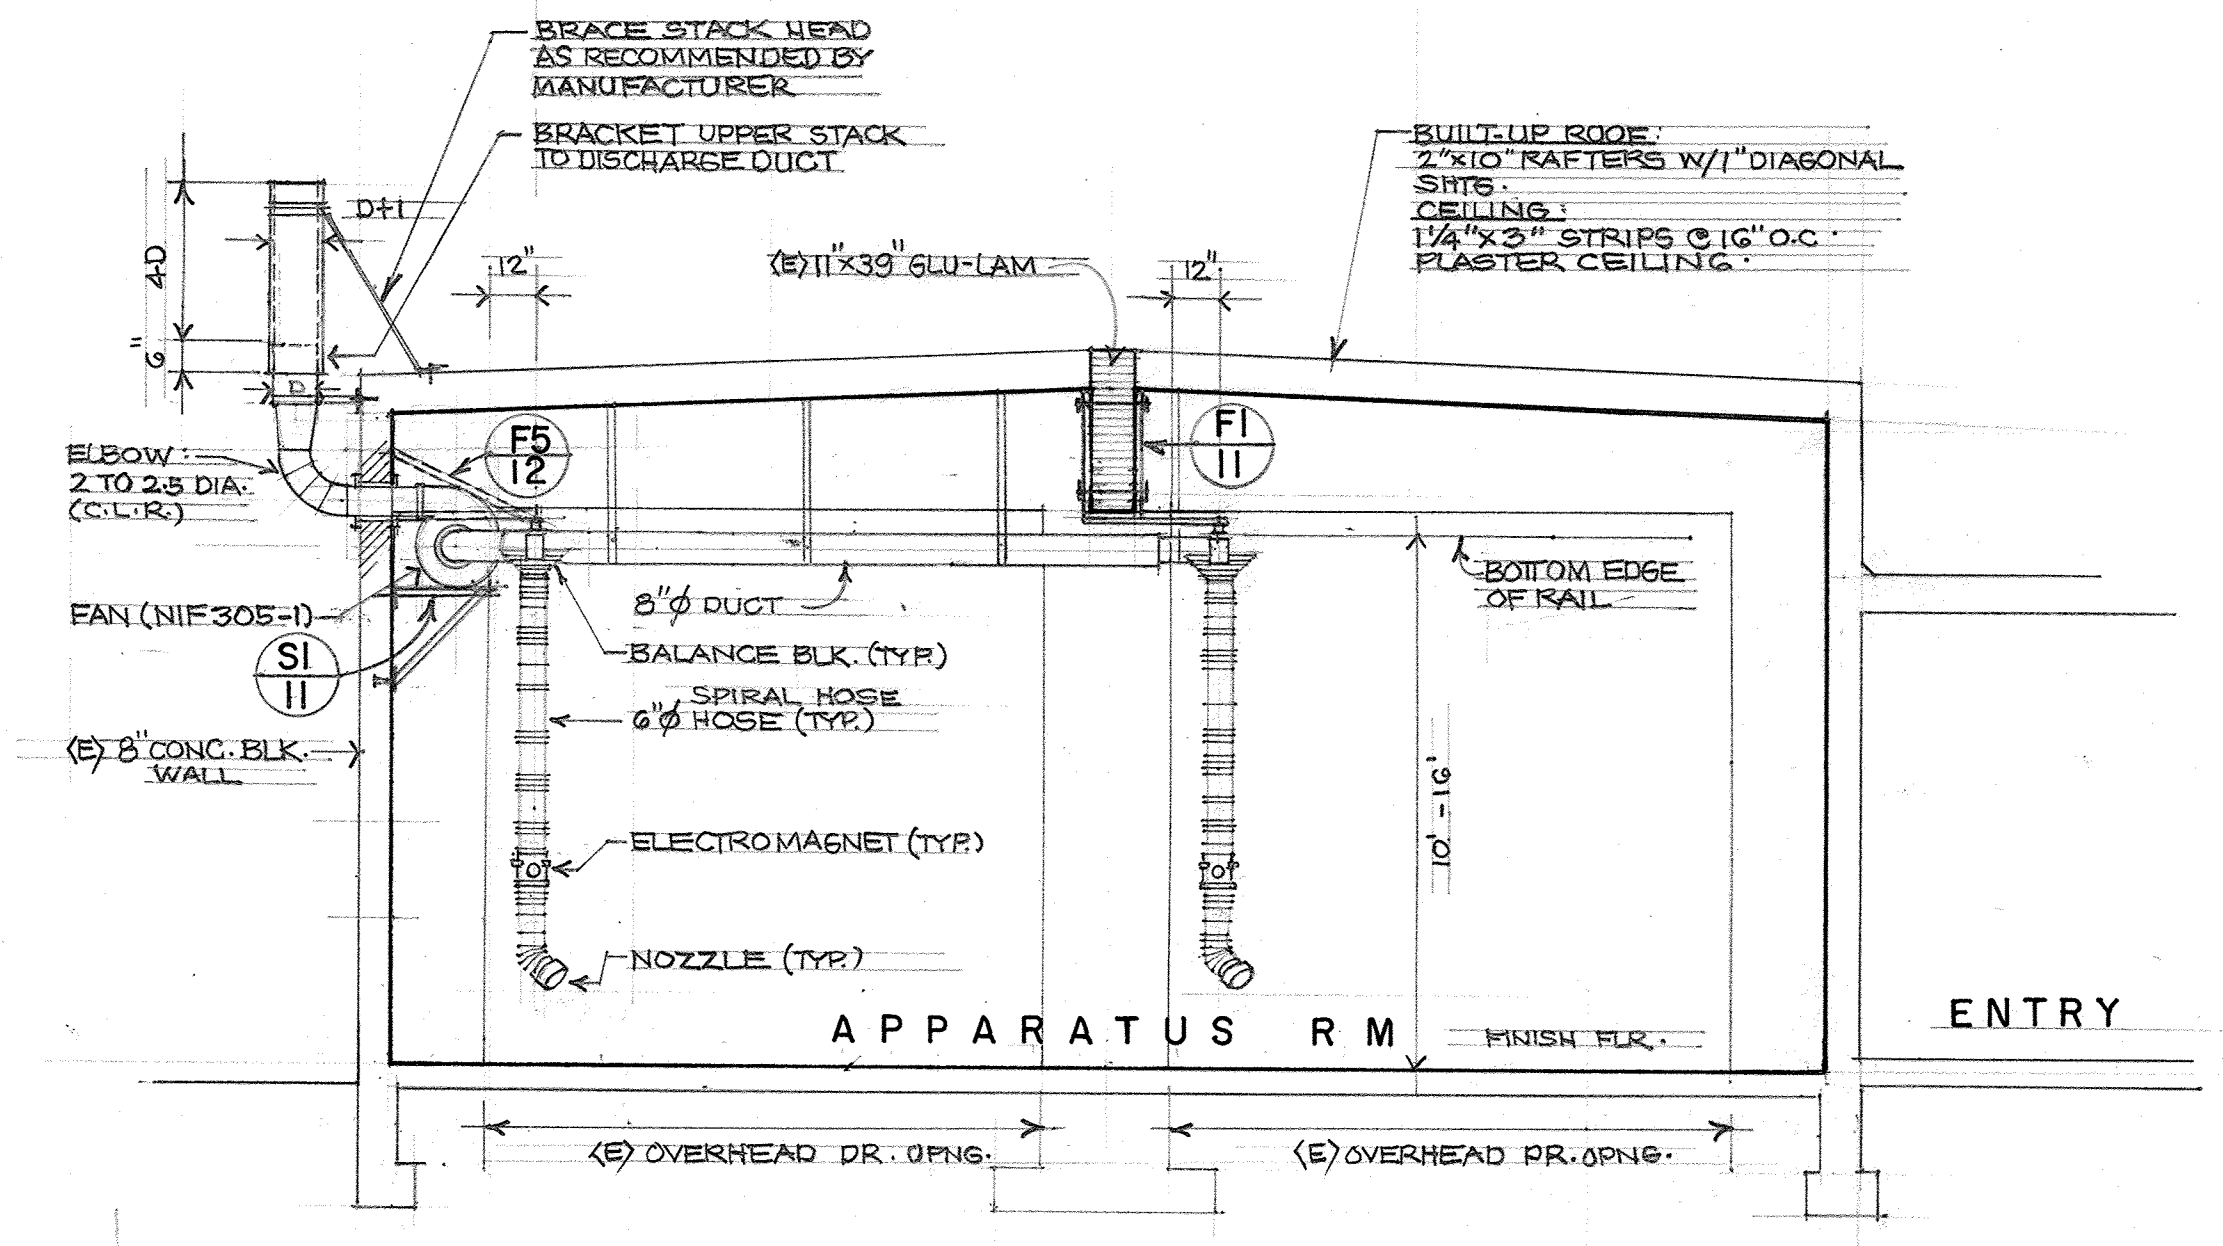 BRACE STACK HEAD
AS RECOMMENDED BY
MANUFACTURER
BRACKET UPPER STACK
TO DISCHARGE DUCT
BUILT-UP ROOF:
2"x10" RAFTERS W/1" DIAGONAL
SHTG.
CEILING:
1¼"x3" STRIPS @ 16" O.C.
PLASTER CEILING.
D+1
4D
6"
D
12"
<E> 11"x39" GLU-LAM
12"
F5
12
F1
11
ELBOW:
2 TO 2.5 DIA.
(C.L.R.)
FAN (NIF 305-1)
S1
11
<E> 8" CONC. BLK.
WALL
8"φ DUCT
BALANCE BLK. (TYP.)
SPIRAL HOSE
6"φ HOSE (TYP.)
ELECTROMAGNET (TYP.)
NOZZLE (TYP.)
BOTTOM EDGE
OF RAIL
10' - 16'
APPARATUS RM
FINISH FLR.
ENTRY
<E> OVERHEAD DR. OPNG.
<E> OVERHEAD DR. OPNG.